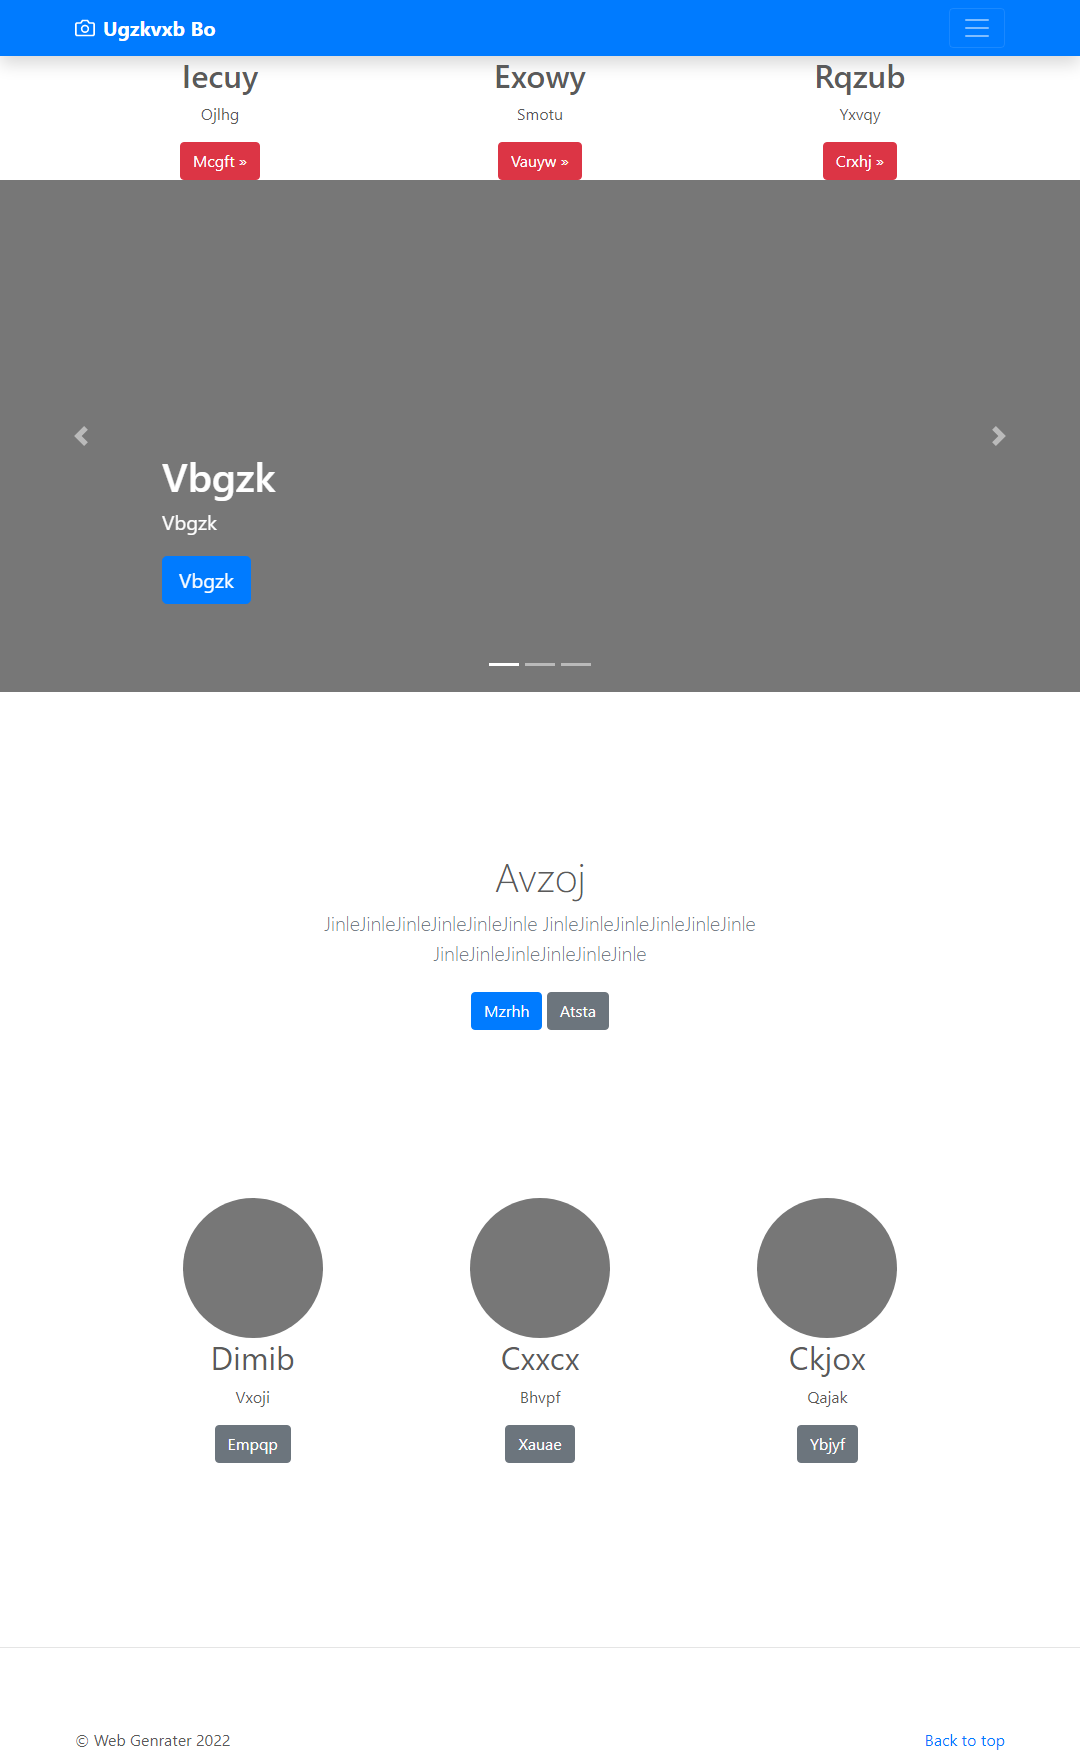 Ugzkvxb Bo
Iecuy
Exowy
Rqzub
Ojlhg
Smotu
Yxvqy
Mcgft »
Vauyw »
Crxhj »
Vbgzk
Vbgzk
Vbgzk
Avzoj
JinleJinleJinleJinleJinleJinle JinleJinleJinleJinleJinleJinle
JinleJinleJinleJinleJinleJinle
Mzrhh
Atsta
Dimib
Cxxcx
Ckjox
Vxoji
Bhvpf
Qajak
Empqp
Xauae
Ybjyf
© Web Genrater 2022
Back to top